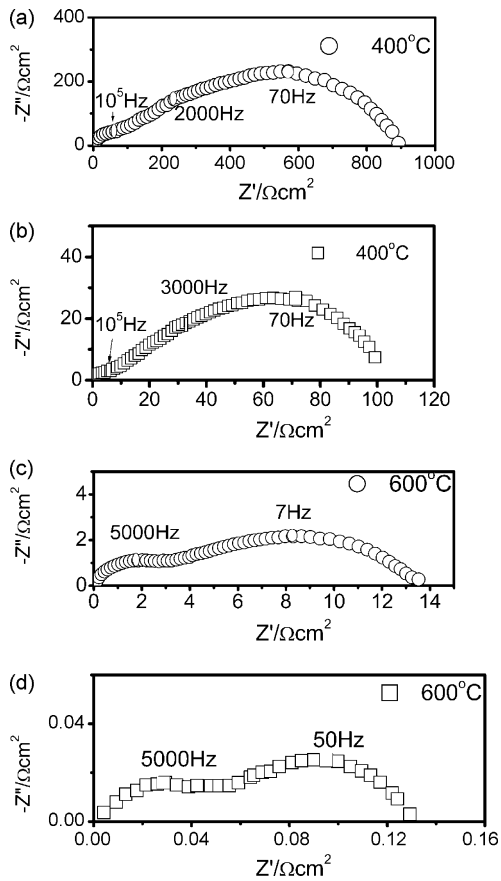 (a)
400
400°C
-Z''/Ωcm²
200
10⁵Hz
2000Hz
70Hz
0
0 200 400 600 800 1000
Z'/Ωcm²
(b)
400°C
40
-Z''/Ωcm²
3000Hz
20
10⁵Hz
70Hz
0
0 20 40 60 80 100 120
Z'/Ωcm²
(c)
600°C
4
-Z''/Ωcm²
7Hz
5000Hz
2
0
0 2 4 6 8 10 12 14
Z'/Ωcm²
(d)
600°C
0.04
-Z''/Ωcm²
50Hz
5000Hz
0.00
0.00 0.04 0.08 0.12 0.16
Z'/Ωcm²